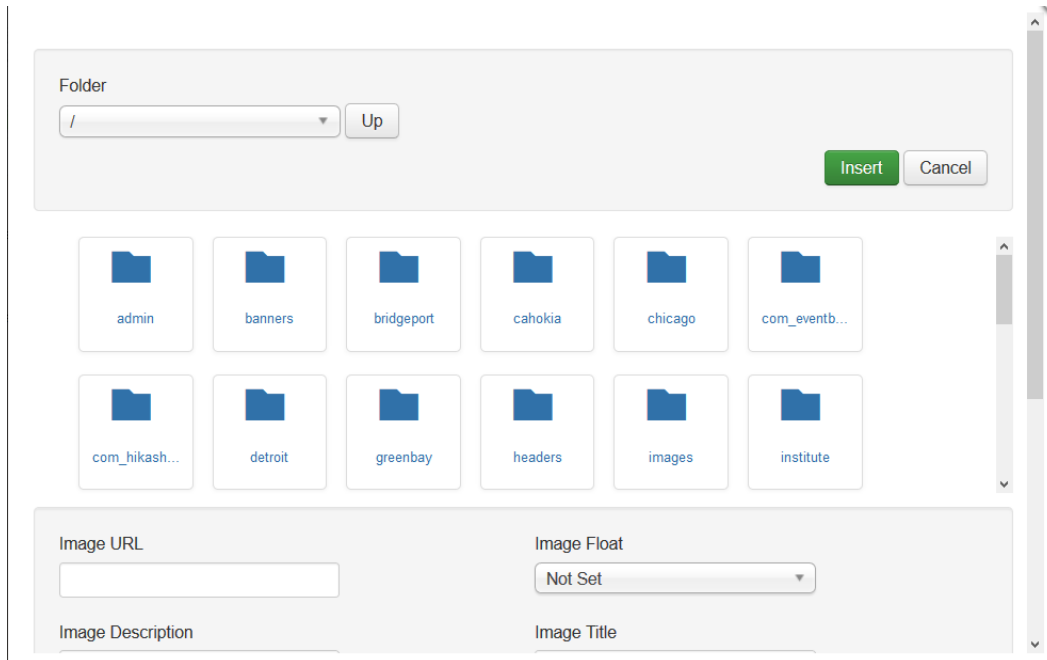 Folder
/ Up
Insert Cancel
admin banners bridgeport cahokia chicago com_eventb...
com_hikash... detroit greenbay headers images institute
Image URL Image Float
Not Set
Image Description Image Title